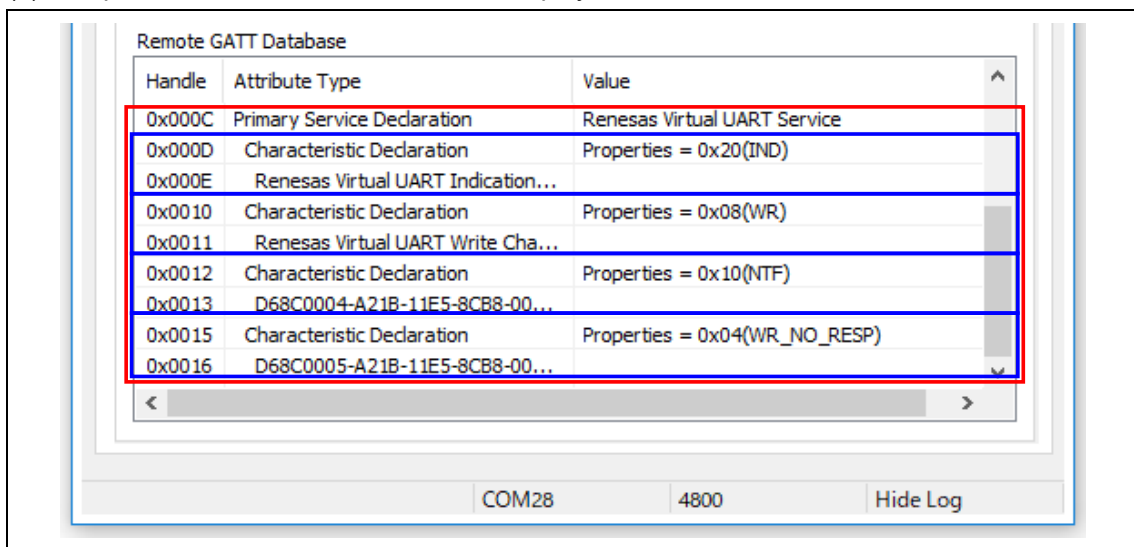 Remote GATT Database
Handle Attribute Type Value
0x000C Primary Service Declaration Renesas Virtual UART Service
0x000D Characteristic Declaration Properties = 0x20(IND)
0x000E Renesas Virtual UART Indication...
0x0010 Characteristic Declaration Properties = 0x08(WR)
0x0011 Renesas Virtual UART Write Cha...
0x0012 Characteristic Declaration Properties = 0x10(NTF)
0x0013 D68C0004-A21B-11E5-8CB8-00...
0x0015 Characteristic Declaration Properties = 0x04(WR_NO_RESP)
0x0016 D68C0005-A21B-11E5-8CB8-00...
COM28 4800 Hide Log